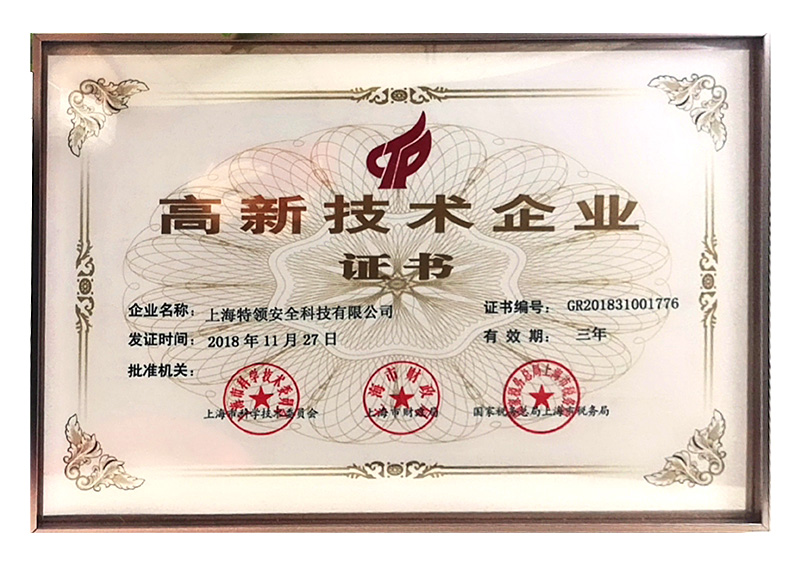 高新技术企业
证书
企业名称：上海特领安全科技有限公司
证书编号：GR201831001776
发证时间：2018年11月27日
有效期：三年
批准机关：
上海市科学技术委员会
上海市财政局
国家税务总局上海市税务局